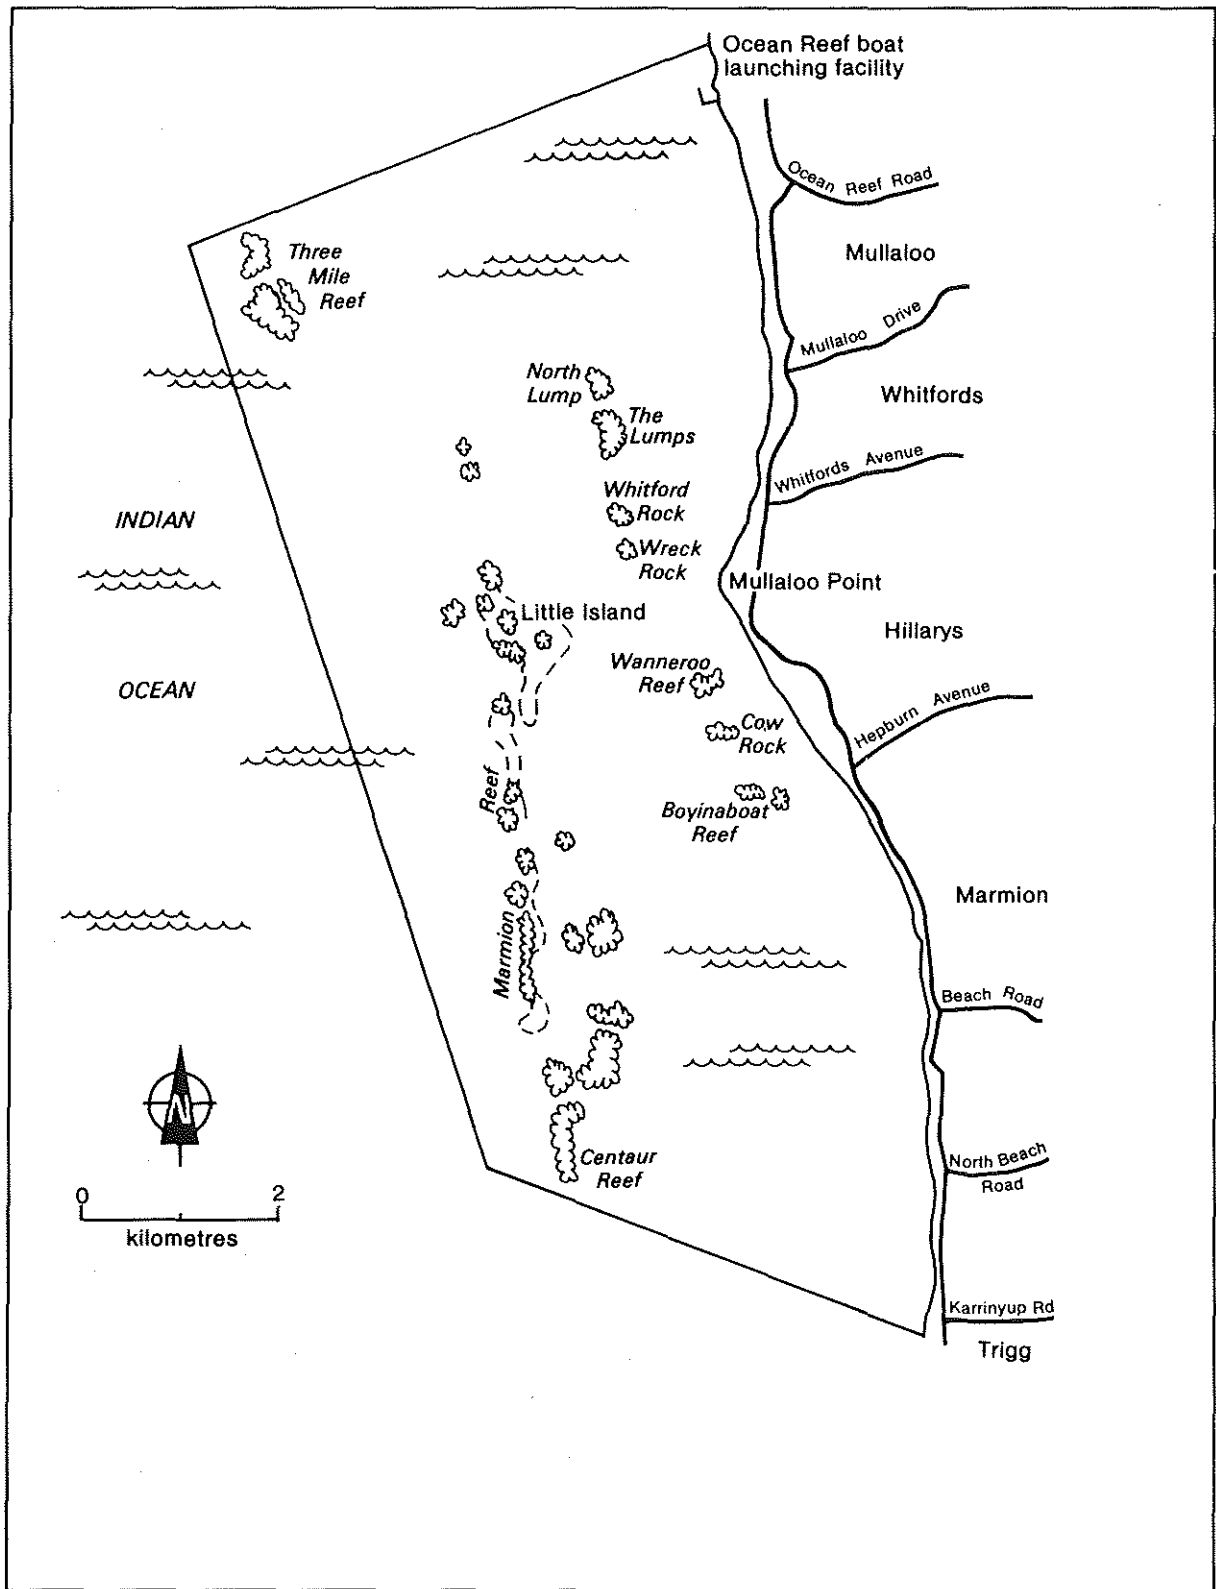 Ocean Reef boat
launching facility
Ocean Reef Road
Mullaloo
Three
Mile
Reef
Mullaloo Drive
North
Lump
Whitfords
The
Lumps
Whitfords Avenue
Whitford
Rock
INDIAN
Wreck
Rock
Mullaloo Point
Little Island
Hillarys
Wanneroo
Reef
OCEAN
Hepburn Avenue
Cow
Rock
Boyinaboat
Reef
Marmion Reef
Marmion
Beach Road
N
Centaur
Reef
North Beach
Road
0 2
kilometres
Karrinyup Rd
Trigg